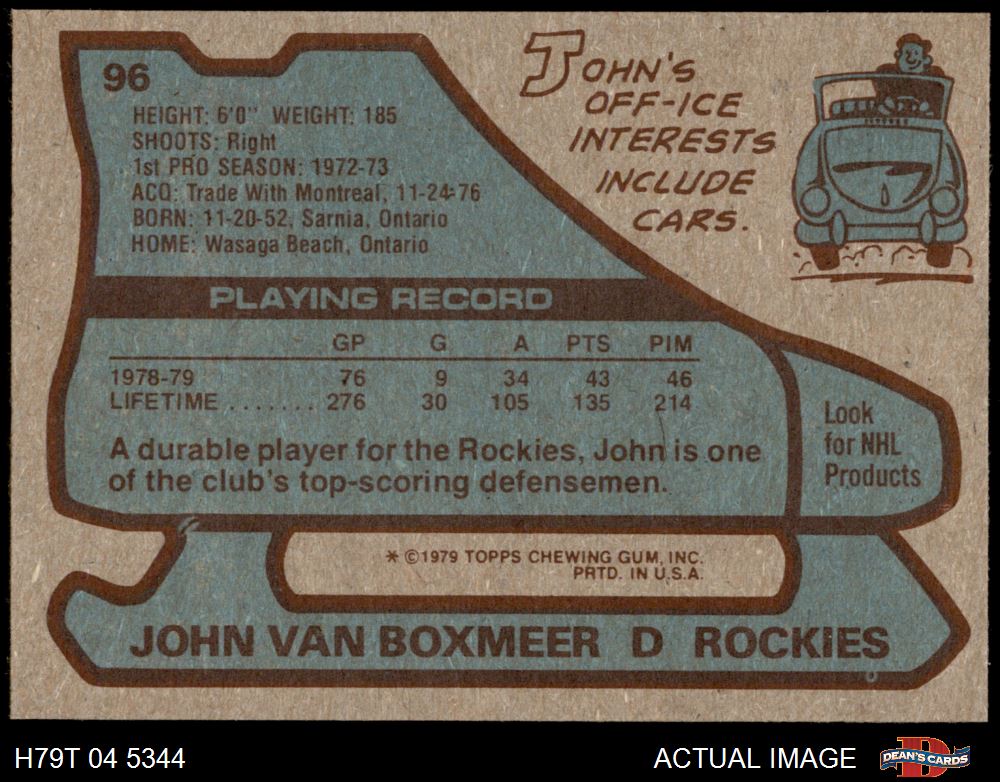 96
HEIGHT: 6'0" WEIGHT: 185
SHOOTS: Right
1st PRO SEASON: 1972-73
ACQ: Trade With Montreal, 11-24-76
BORN: 11-20-52, Sarnia, Ontario
HOME: Wasaga Beach, Ontario
JOHN'S
OFF-ICE
INTERESTS
INCLUDE
CARS.
PLAYING RECORD
GP G A PTS PIM
1978-79 76 9 34 43 46
LIFETIME ....... 276 30 105 135 214
A durable player for the Rockies, John is one
of the club's top-scoring defensemen.
Look
for NHL
Products
* ©1979 TOPPS CHEWING GUM, INC.
PRTD. IN U.S.A.
JOHN VAN BOXMEER D ROCKIES
H79T 04 5344
ACTUAL IMAGE
DEAN'S CARDS